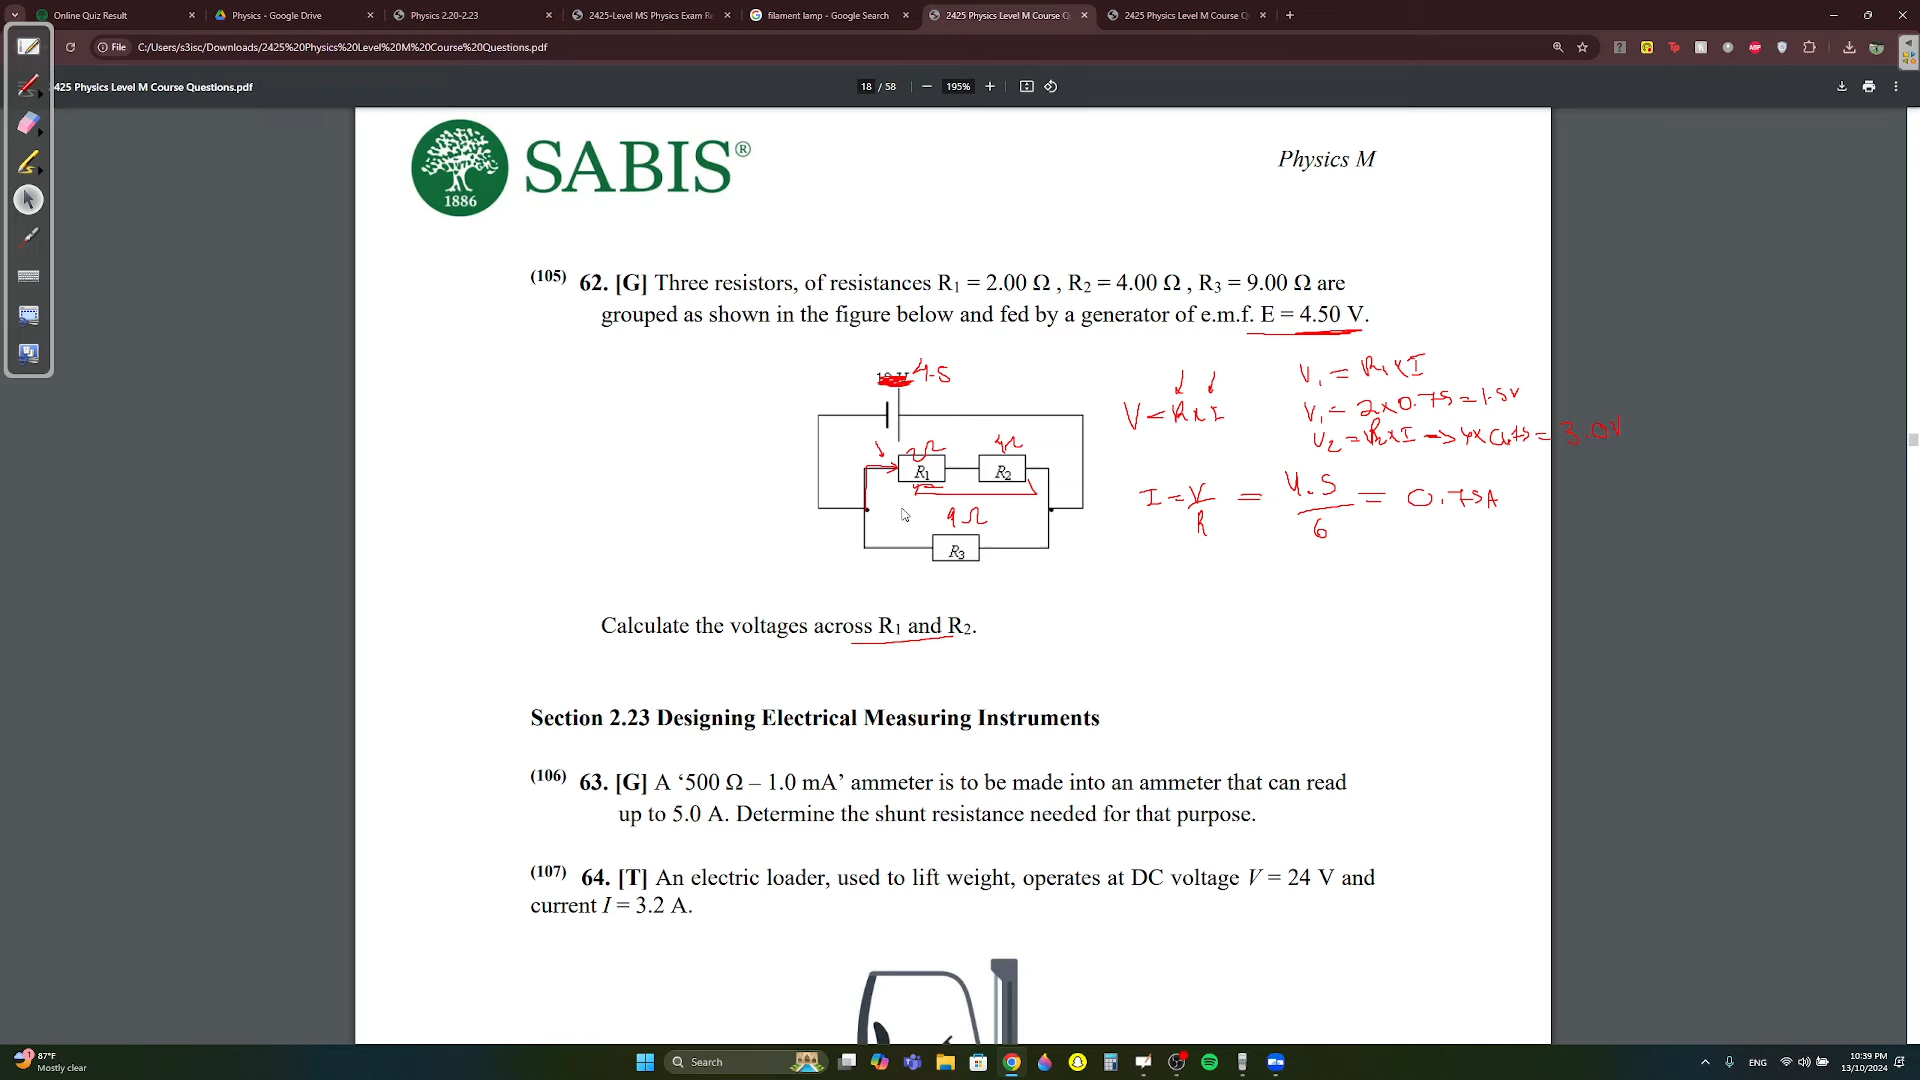 Online Quiz Result
Physics - Google Drive
Physics 2.20-2.23
2425-Level MS Physics Exam Re
filament lamp - Google Search
2425 Physics Level M Course Q
2425 Physics Level M Course Q
File C:/Users/s3isc/Downloads/2425%20Physics%20Level%20M%20Course%20Questions.pdf
425 Physics Level M Course Questions.pdf
18 / 58
195%
SABIS®
1886
Physics M
(105) 62. [G] Three resistors, of resistances R1 = 2.00 Ω , R2 = 4.00 Ω , R3 = 9.00 Ω are
grouped as shown in the figure below and fed by a generator of e.m.f. E = 4.50 V.
4.5
2Ω
4Ω
R1
R2
9Ω
R3
V = R x I
V1 = R1 x I
V1 = 2x0.75 = 1.5V
V2 = R2xI -> 4x0.75 = 3.0V
I = V/R = 4.5/6 = 0.75A
Calculate the voltages across R1 and R2.
Section 2.23 Designing Electrical Measuring Instruments
(106) 63. [G] A ‘500 Ω – 1.0 mA’ ammeter is to be made into an ammeter that can read
up to 5.0 A. Determine the shunt resistance needed for that purpose.
(107) 64. [T] An electric loader, used to lift weight, operates at DC voltage V = 24 V and
current I = 3.2 A.
87°F
Mostly clear
Search
ENG
10:39 PM
13/10/2024